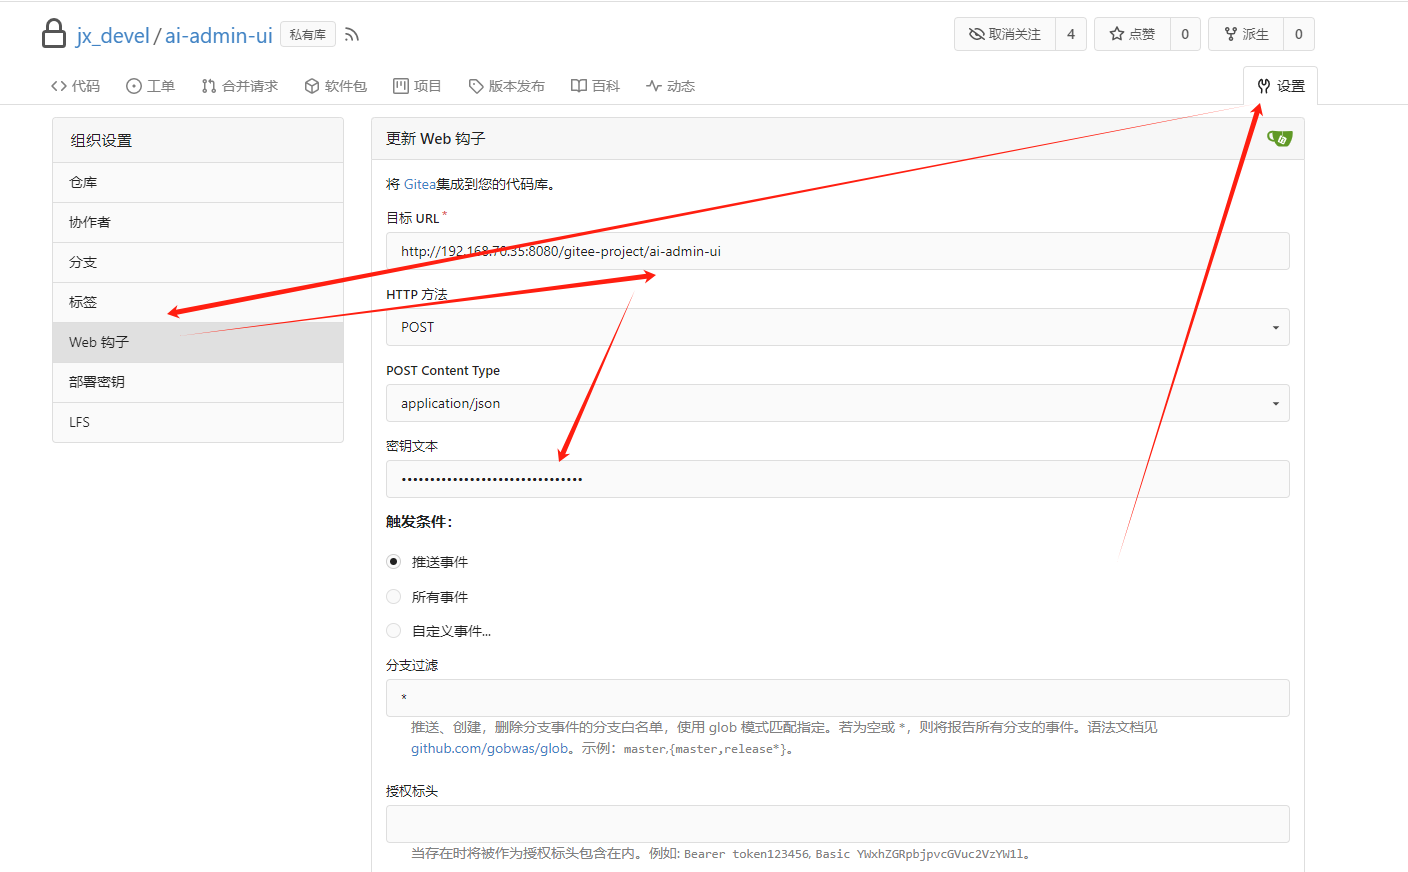 jx_devel / ai-admin-ui 私有库 取消关注 4 点赞 0 派生 0
代码 工单 合并请求 软件包 项目 版本发布 百科 动态 设置
组织设置
仓库
协作者
分支
标签
Web 钩子
部署密钥
LFS
更新 Web 钩子
将 Gitea集成到您的代码库。
目标 URL *
http://192.168.70.35:8080/gitee-project/ai-admin-ui
HTTP 方法
POST
POST Content Type
application/json
密钥文本
••••••••••••••••••••••••••••••••
触发条件：
推送事件
所有事件
自定义事件...
分支过滤
*
推送、创建，删除分支事件的分支白名单，使用 glob 模式匹配指定。若为空或 *，则将报告所有分支的事件。语法文档见
github.com/gobwas/glob。示例：master,{master,release*}。
授权标头
当存在时将被作为授权标头包含在内。例如: Bearer token123456, Basic YWxhZGRpbjpvcGVuc2VzYW1l。